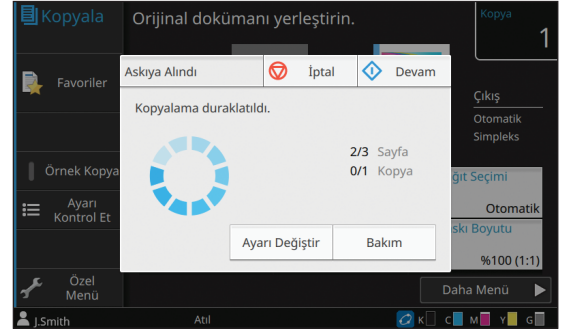 Kopyala
Orijinal dokümanı yerleştirin.
Kopya
1
Favoriler
Askıya Alındı
İptal
Devam
Kopyalama duraklatıldı.
Çıkış
Otomatik
Simpleks
2/3 Sayfa
0/1 Kopya
Örnek Kopya
ğıt Seçimi
Otomatik
Ayarı
Kontrol Et
skı Boyutu
%100 (1:1)
Ayarı Değiştir
Bakım
Özel
Menü
Daha Menü
J.Smith
Atıl
K
C
M
Y
G